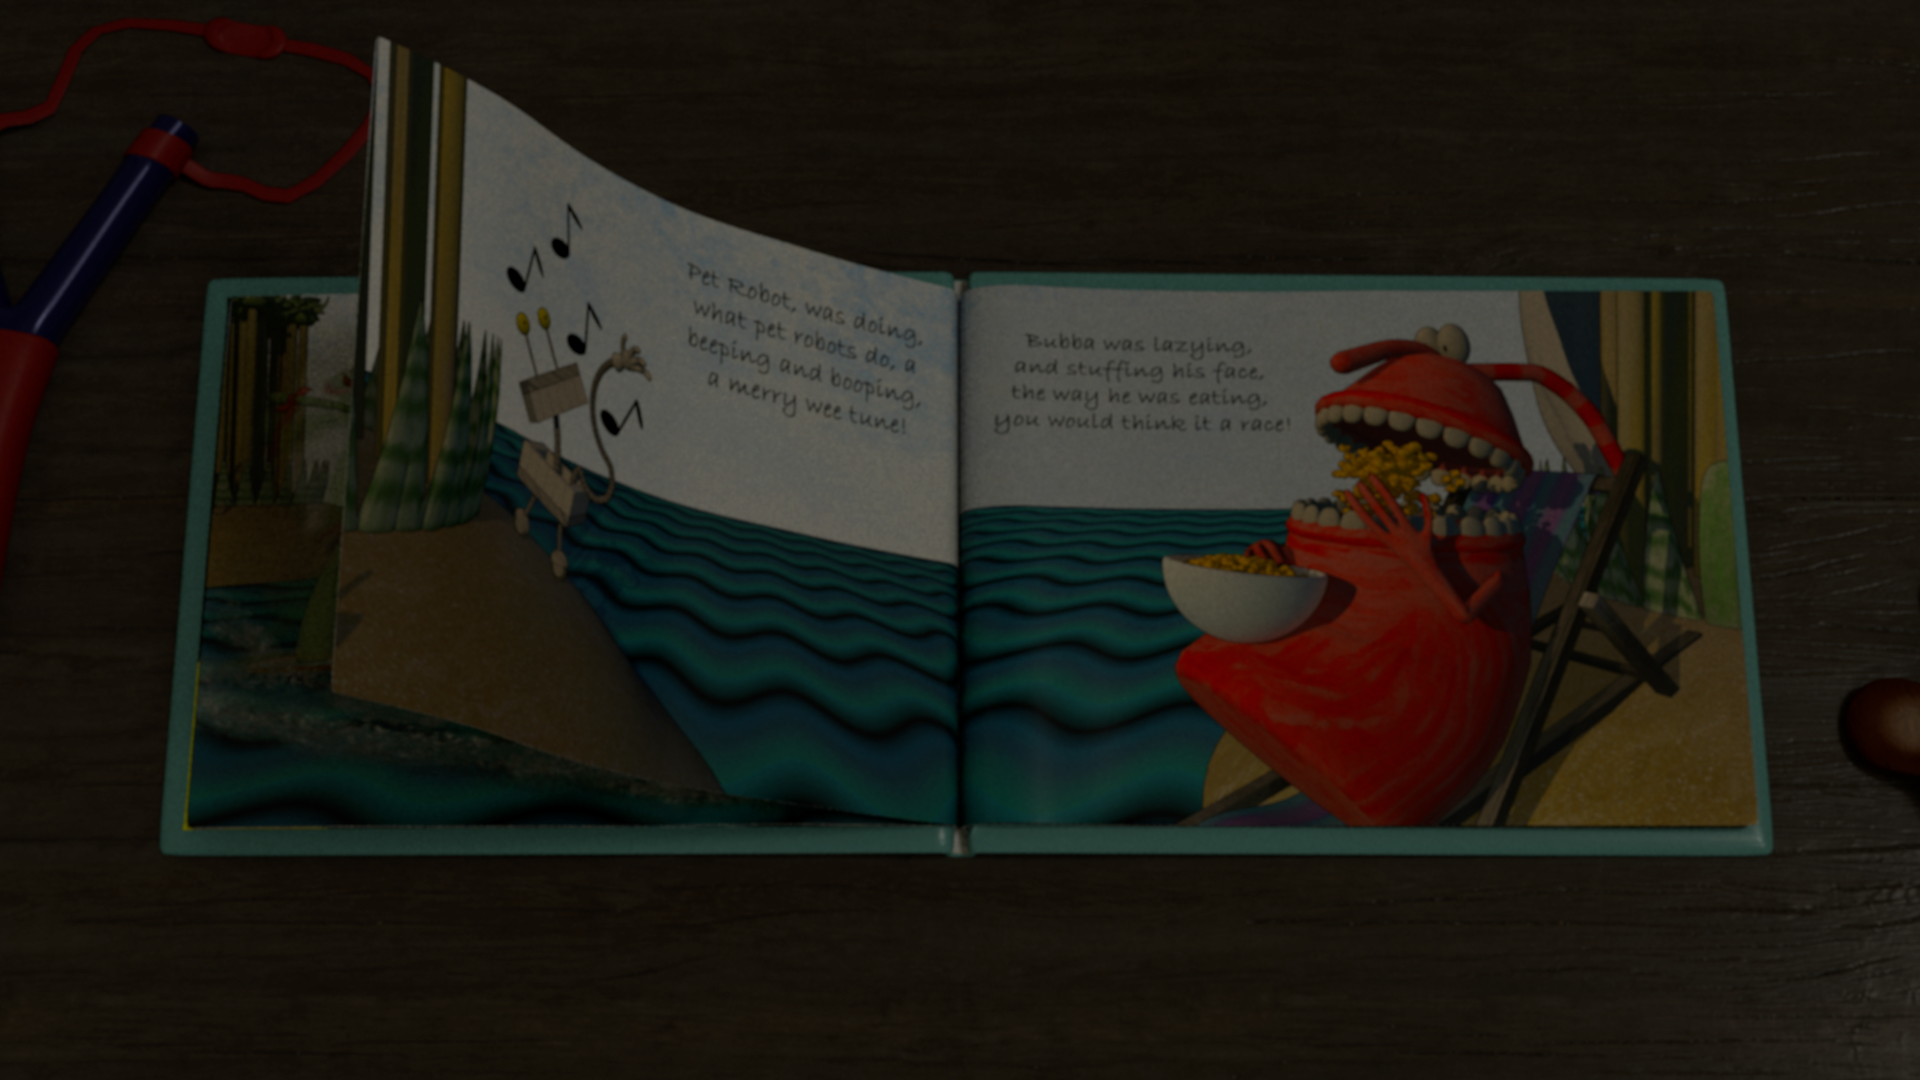 Pet Robot, was doing,
what pet robots do, a
beeping and booping,
a merry wee tune!
Bubba was lazying,
and stuffing his face,
the way he was eating,
you would think it a race!